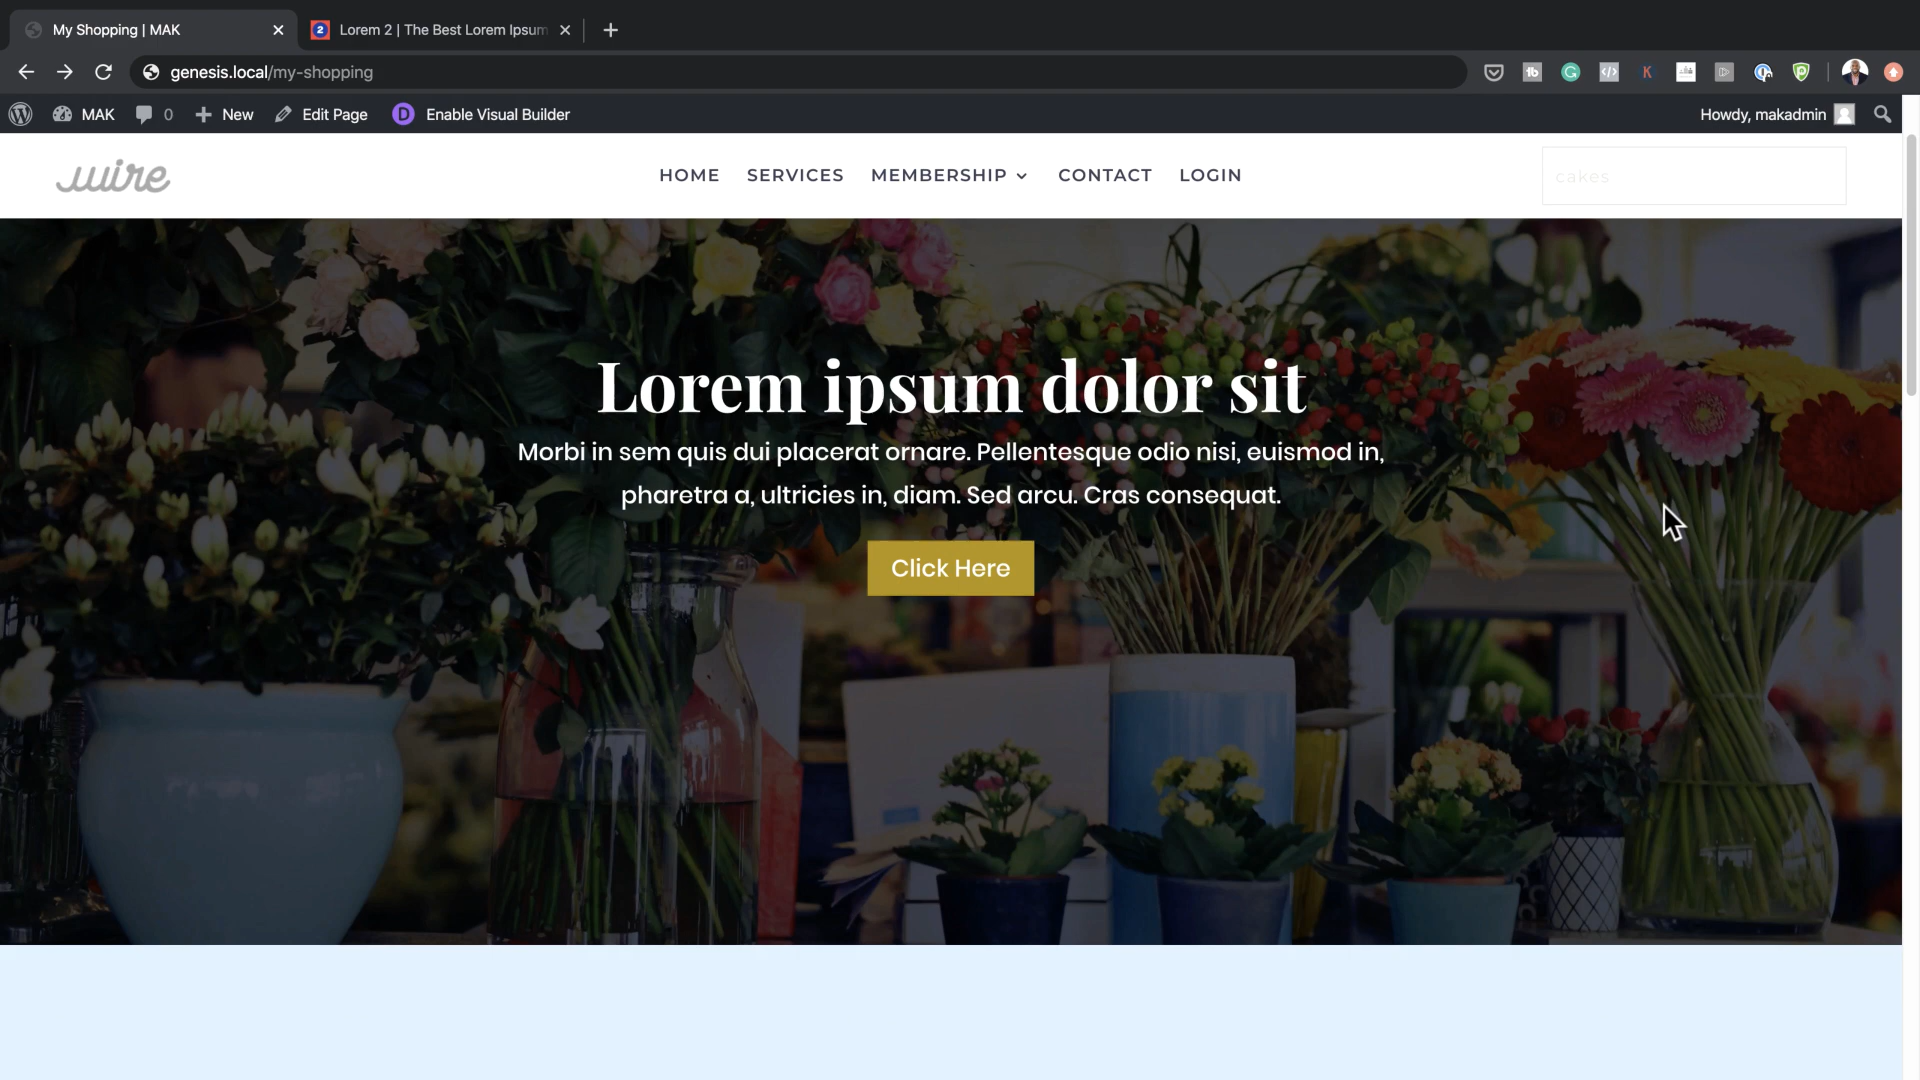 My Shopping | MAK
Lorem 2 | The Best Lorem Ipsum
genesis.local/my-shopping
MAK
0
New
Edit Page
D
Enable Visual Builder
Howdy, makadmin
wire
HOME
SERVICES
MEMBERSHIP
CONTACT
LOGIN
cakes
Lorem ipsum dolor sit
Morbi in sem quis dui placerat ornare. Pellentesque odio nisi, euismod in,
pharetra a, ultricies in, diam. Sed arcu. Cras consequat.
Click Here